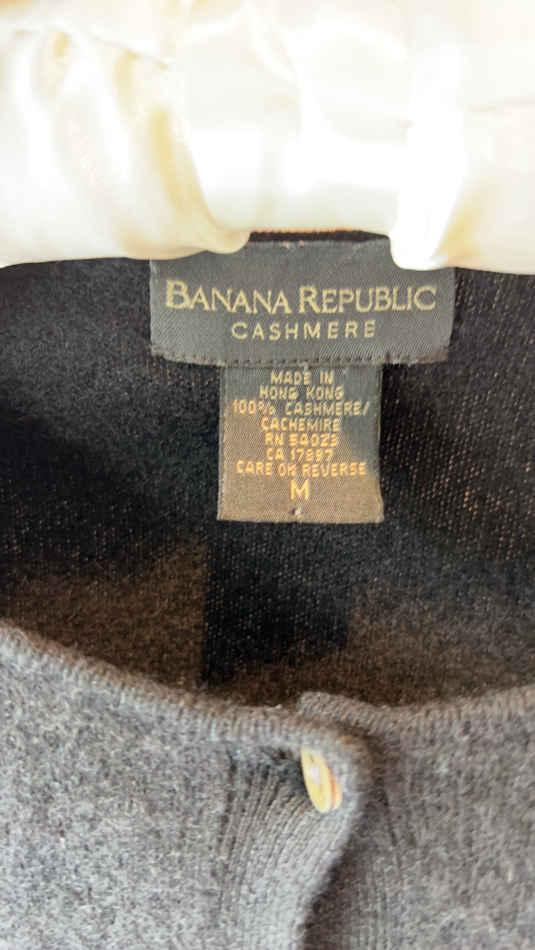 BANANA REPUBLIC
CASHMERE
MADE IN
HONG KONG
100% CASHMERE/
CACHEMIRE
RN 54023
CA 17897
CARE ON REVERSE
M